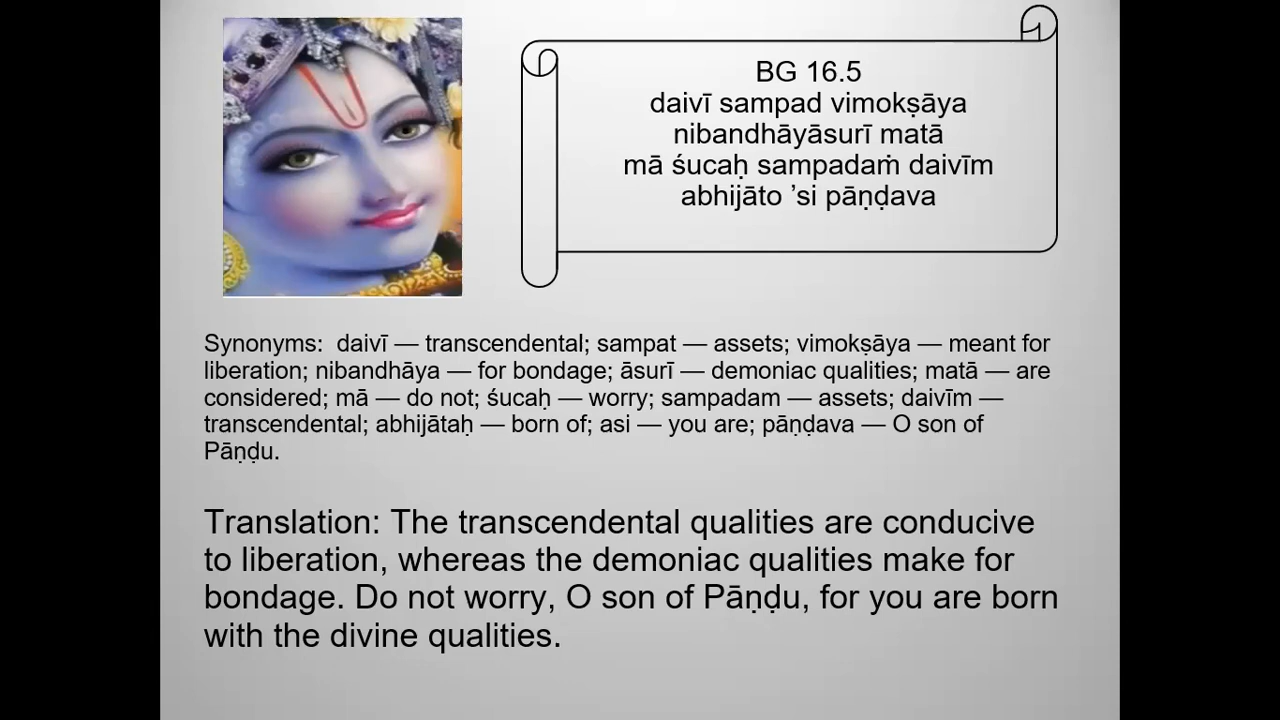 BG 16.5
daivī sampad vimokṣāya
nibandhāyāsurī matā
mā śucaḥ sampadaṁ daivīm
abhijāto ’si pāṇḍava
Synonyms:  daivī — transcendental; sampat — assets; vimokṣāya — meant for
liberation; nibandhāya — for bondage; āsurī — demoniac qualities; matā — are
considered; mā — do not; śucaḥ — worry; sampadam — assets; daivīm —
transcendental; abhijātaḥ — born of; asi — you are; pāṇḍava — O son of
Pāṇḍu.
Translation: The transcendental qualities are conducive
to liberation, whereas the demoniac qualities make for
bondage. Do not worry, O son of Pāṇḍu, for you are born
with the divine qualities.